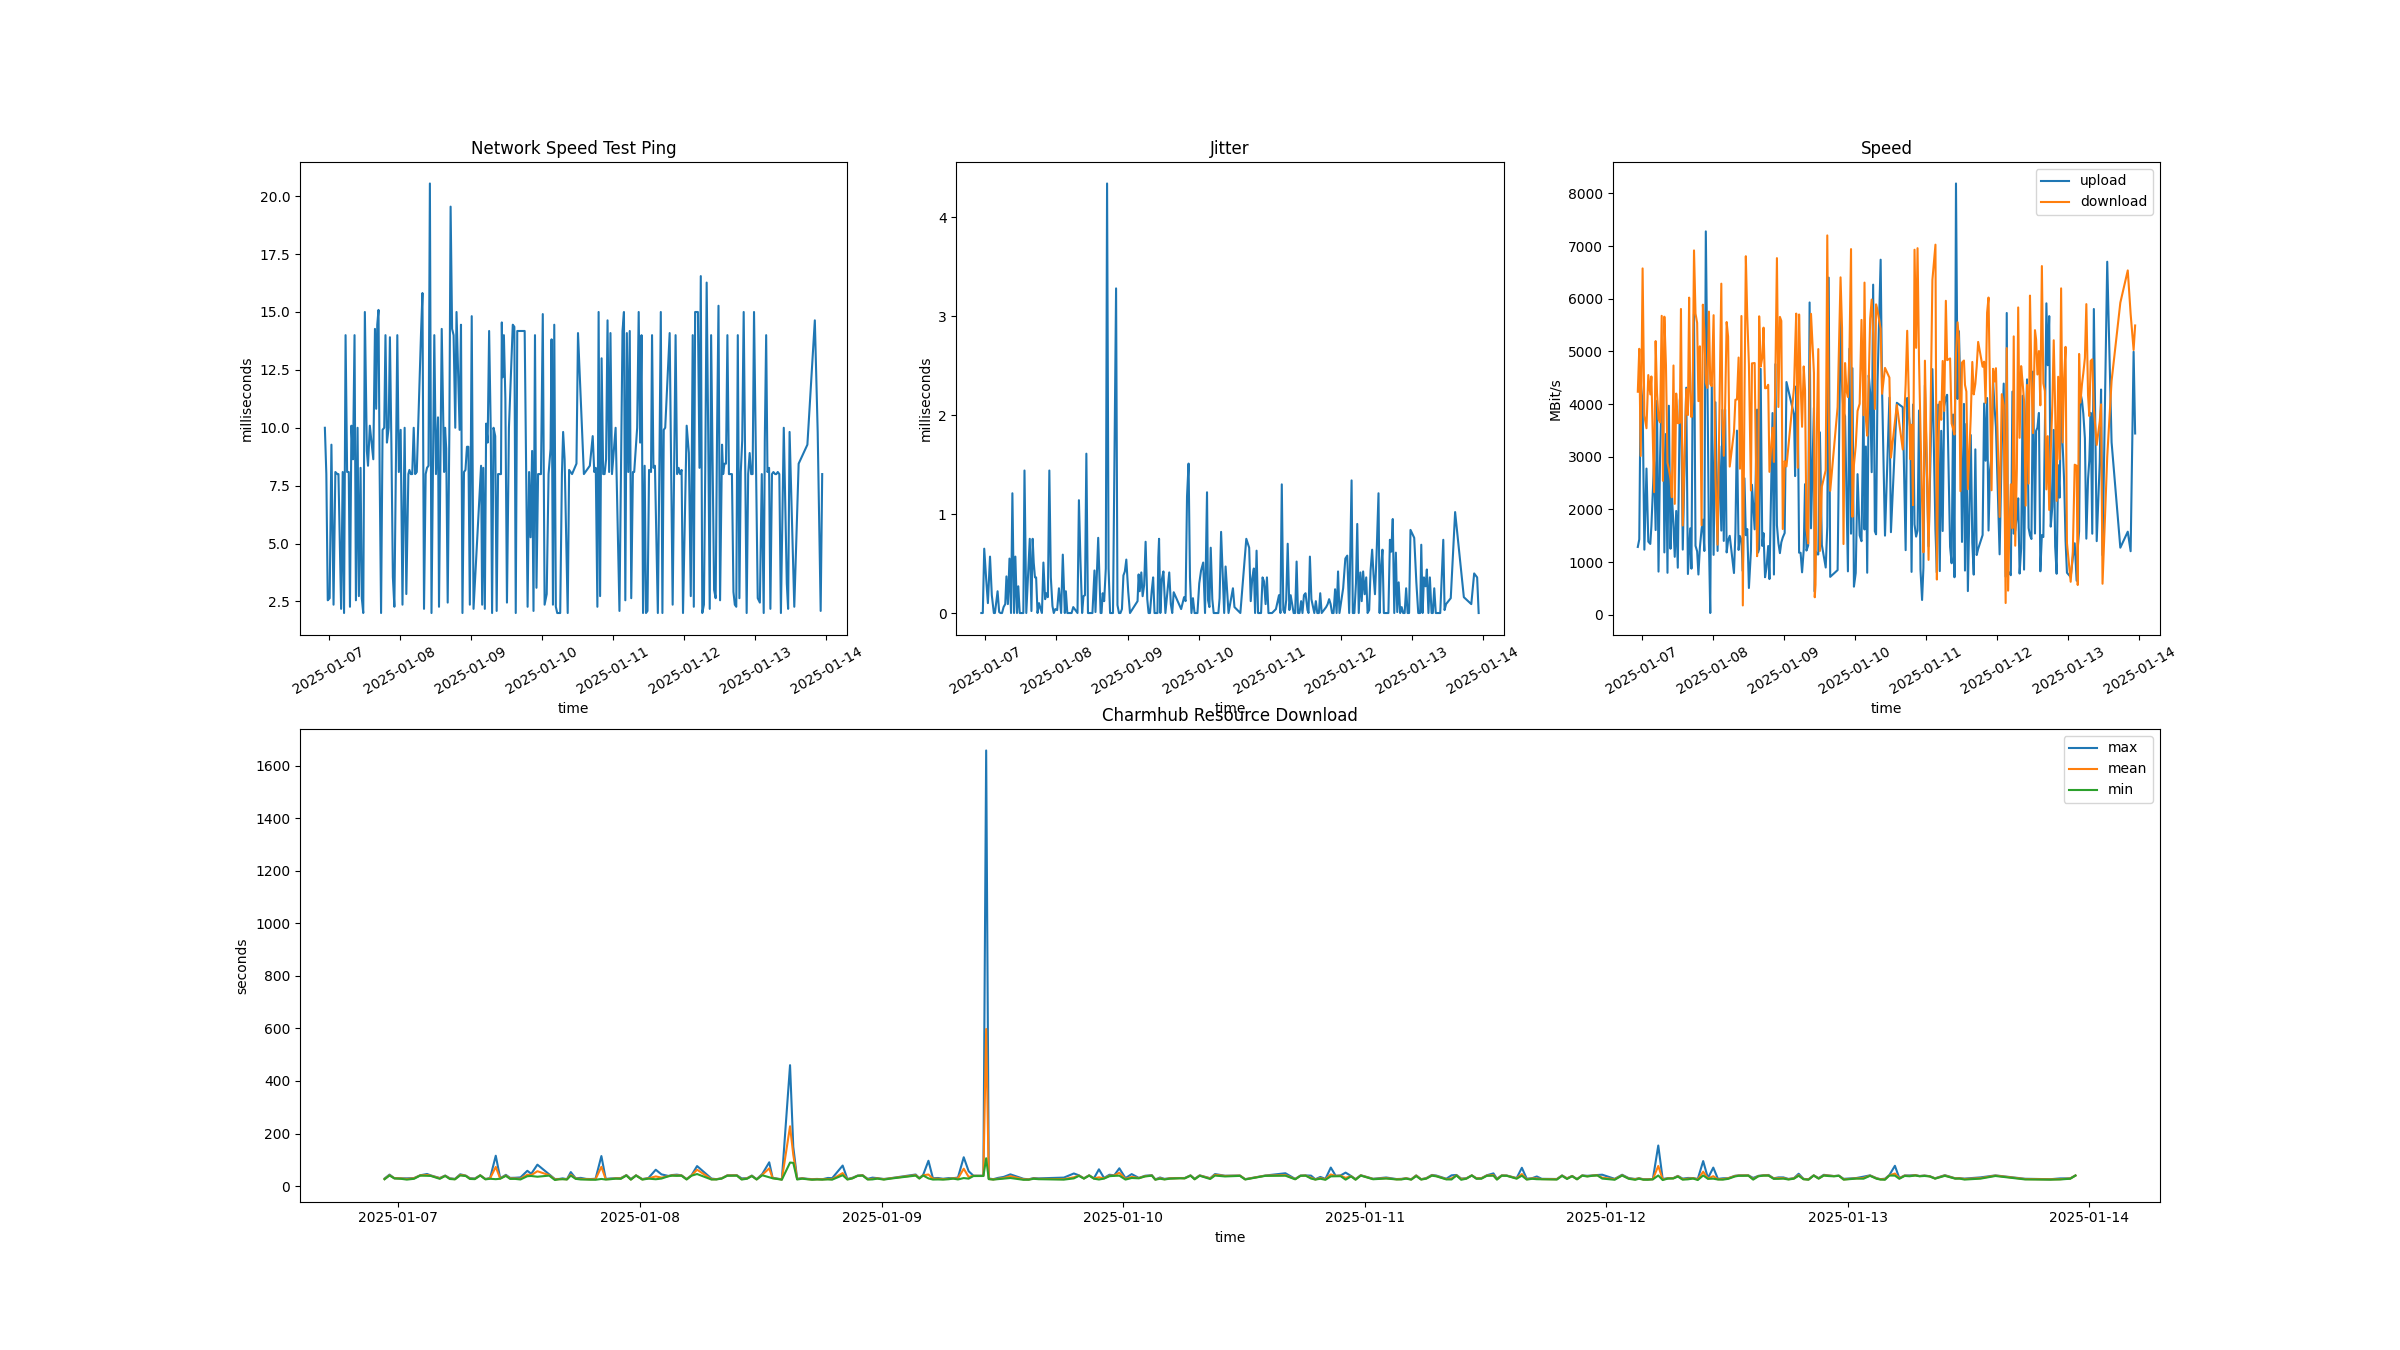 Network Speed Test Ping
milliseconds
20.0
17.5
15.0
12.5
10.0
7.5
5.0
2.5
2025-01-07 2025-01-08 2025-01-09 2025-01-10 2025-01-11 2025-01-12 2025-01-13 2025-01-14
time
Jitter
milliseconds
4
3
2
1
0
2025-01-07 2025-01-08 2025-01-09 2025-01-10 2025-01-11 2025-01-12 2025-01-13 2025-01-14
time
Speed
upload
download
MBit/s
8000
7000
6000
5000
4000
3000
2000
1000
0
2025-01-07 2025-01-08 2025-01-09 2025-01-10 2025-01-11 2025-01-12 2025-01-13 2025-01-14
time
Charmhub Resource Download
max
mean
min
seconds
1600
1400
1200
1000
800
600
400
200
0
2025-01-07 2025-01-08 2025-01-09 2025-01-10 2025-01-11 2025-01-12 2025-01-13 2025-01-14
time